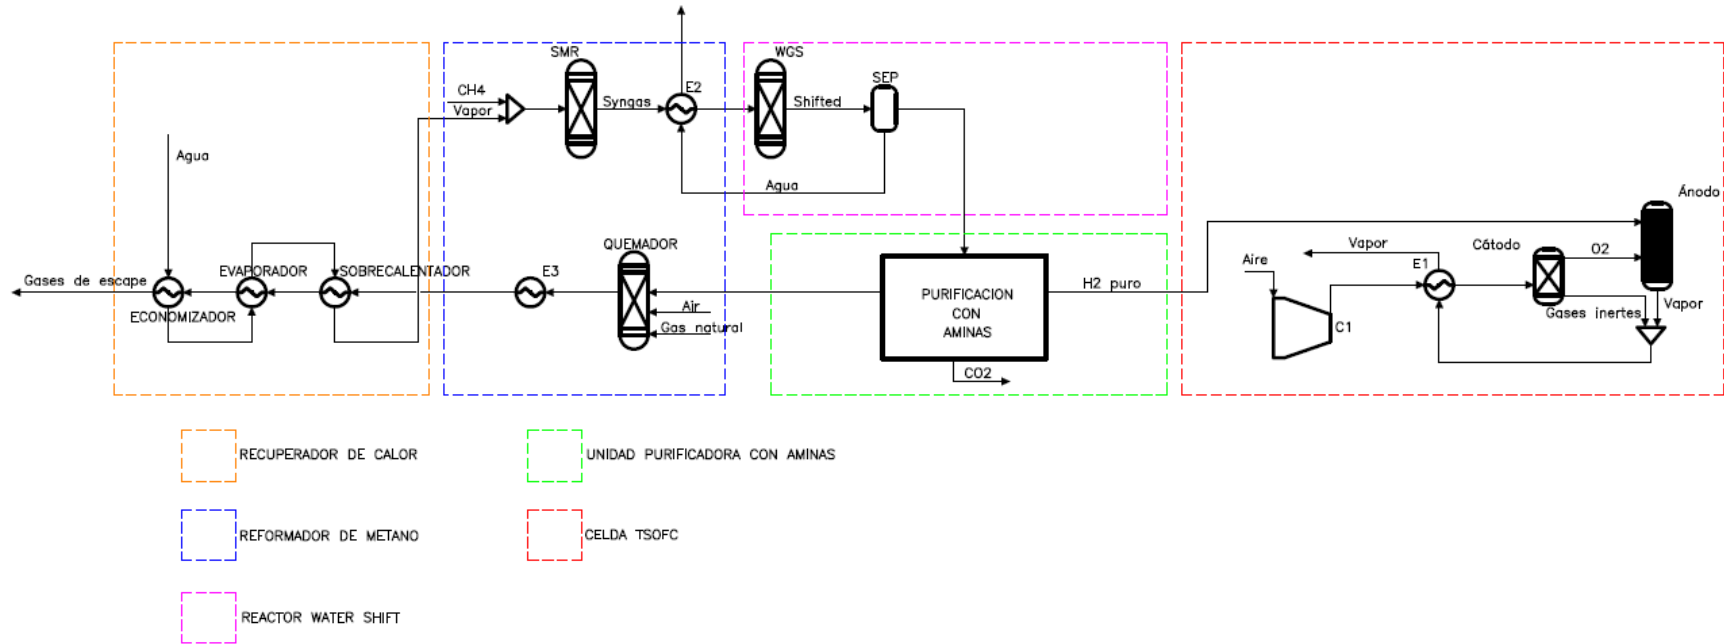 SMR
WGS
SEP
E2
CH4
Vapor
Syngas
Shifted
Agua
Agua
Ánodo
QUEMADOR
Vapor
Cátodo
O2
EVAPORADOR
SOBRECALENTADOR
E3
E1
Aire
Gases de escape
PURIFICACION
CON
AMINAS
H2 puro
Air
Gas natural
ECONOMIZADOR
Gases inertes
Vapor
C1
CO2
RECUPERADOR DE CALOR
UNIDAD PURIFICADORA CON AMINAS
REFORMADOR DE METANO
CELDA TSOFC
REACTOR WATER SHIFT